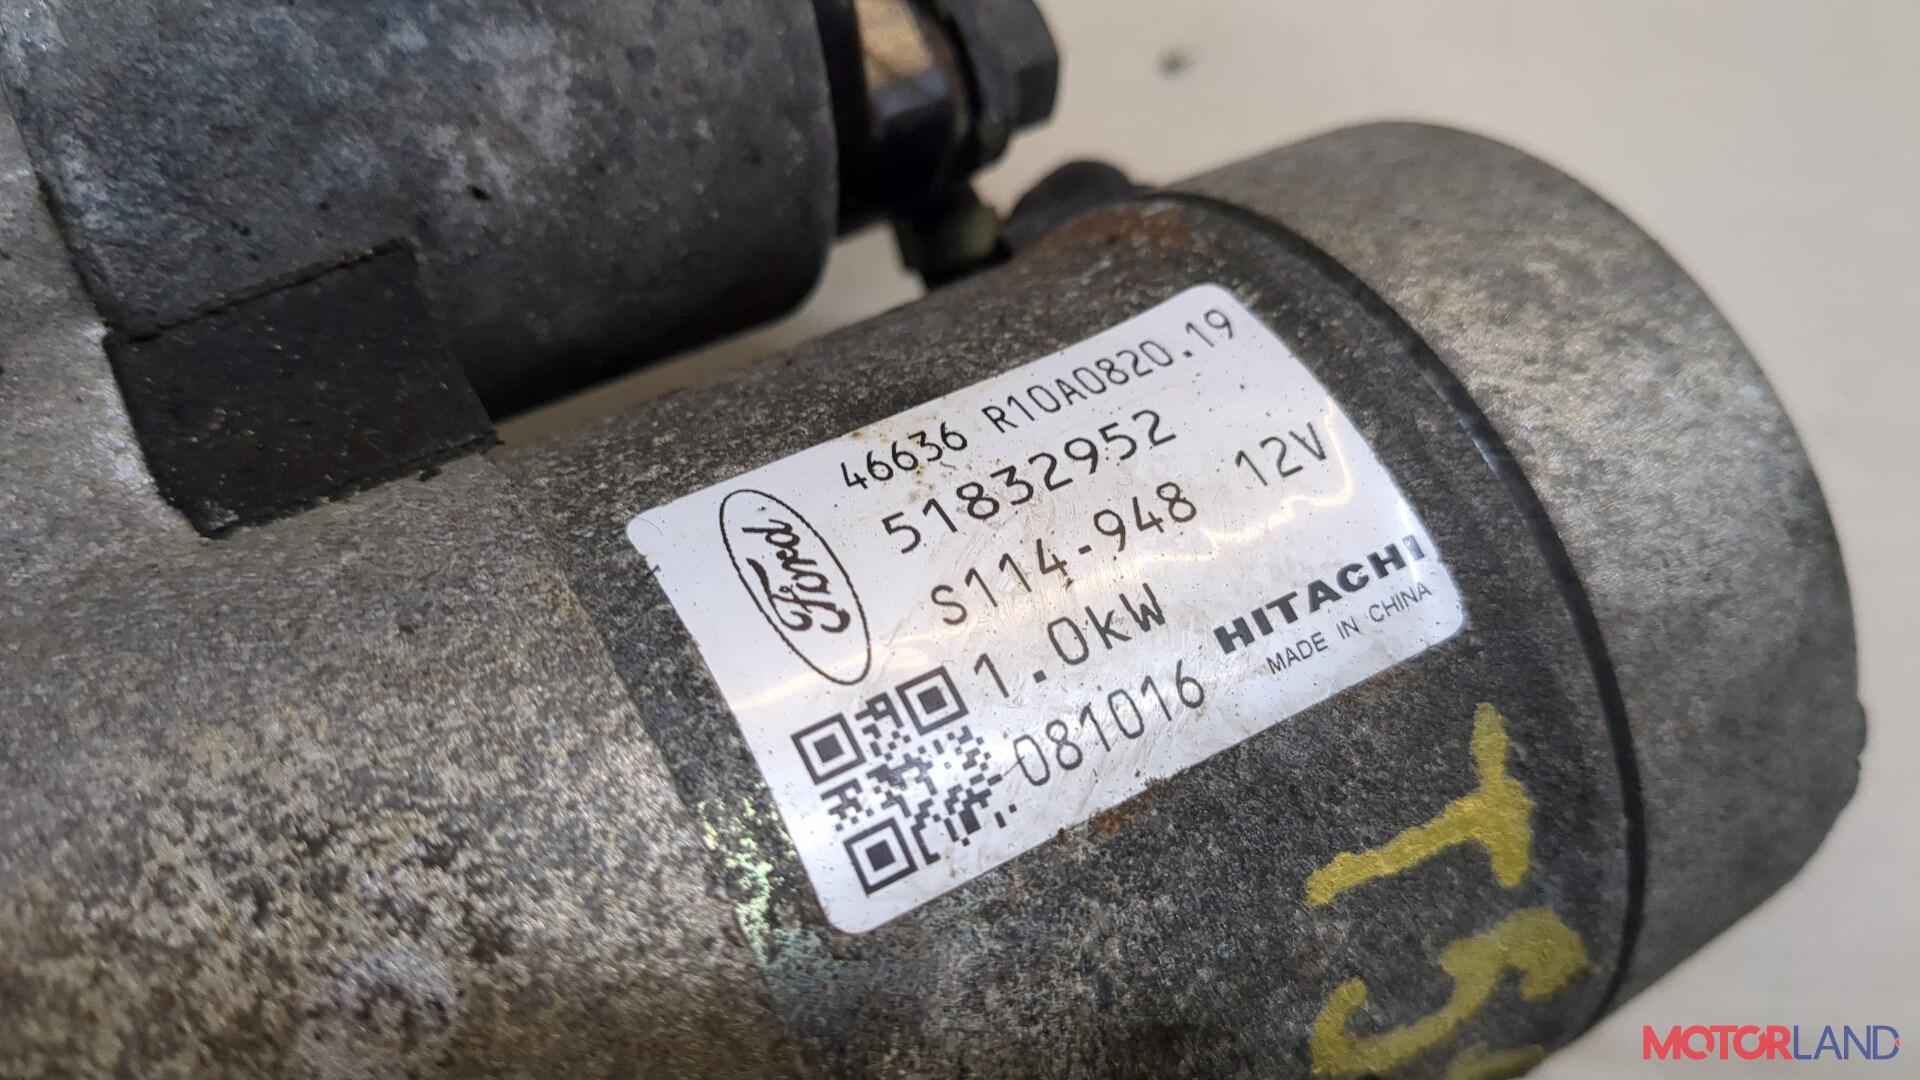 46636 R10A0820.19
Ford
51832952
S114-948 12V
1.0kW
HITACHI
081016
MADE IN CHINA
MOTORLAND